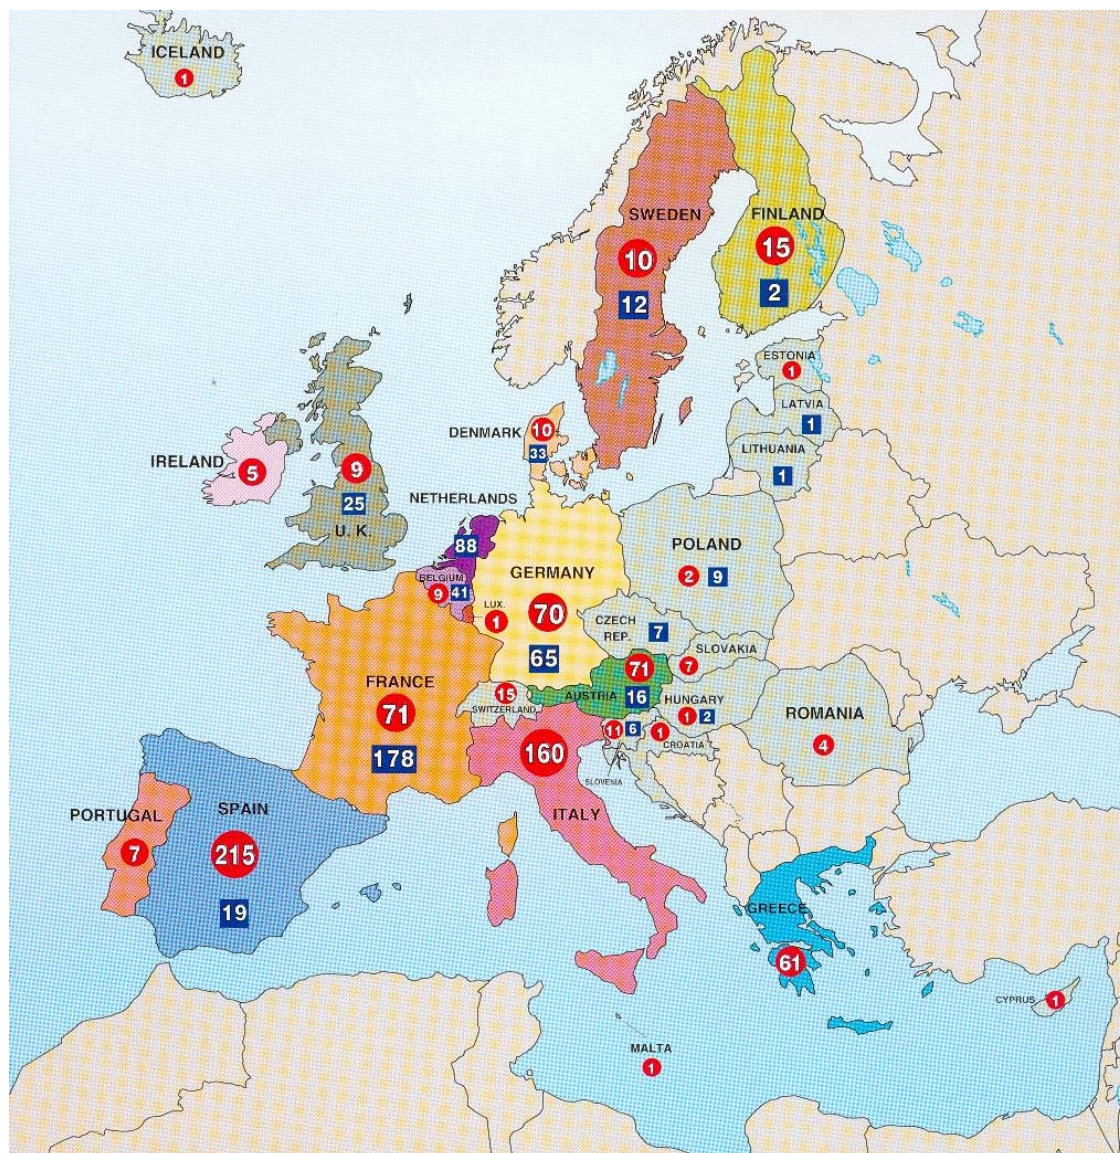 ICELAND
1
SWEDEN
10
12
FINLAND
15
2
ESTONIA
1
LATVIA
1
LITHUANIA
1
DENMARK
10
33
IRELAND
5
9
25
U. K.
NETHERLANDS
88
BELGIUM
9
41
LUX.
1
GERMANY
70
65
POLAND
2
9
CZECH
REP.
7
SLOVAKIA
7
71
AUSTRIA
16
HUNGARY
1
2
FRANCE
71
178
15
SWITZERLAND
11
6
SLOVENIA
1
CROATIA
ROMANIA
4
160
ITALY
PORTUGAL
7
SPAIN
215
19
GREECE
61
CYPRUS
1
MALTA
1